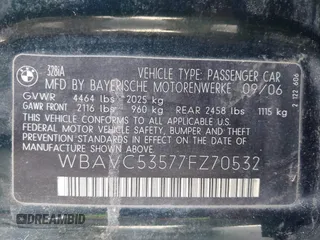 BMW
328iA
VEHICLE TYPE: PASSENGER CAR
MFD BY BAYERISCHE MOTORENWERKE 09/06
GVWR 4464 lbs 2025 kg
GAWR FRONT 2116 lbs - 960 kg REAR 2458 lbs 1115 kg
THIS VEHICLE CONFORMS TO ALL APPLICABLE
FEDERAL MOTOR VEHICLE SAFETY, BUMPER, AND
THEFT PREVENTION STANDARDS IN EFFECT ON THE DATE
OF MANUFACTURE SHOWN ABOVE.
WBAVC53577FZ70532
DREAMBID